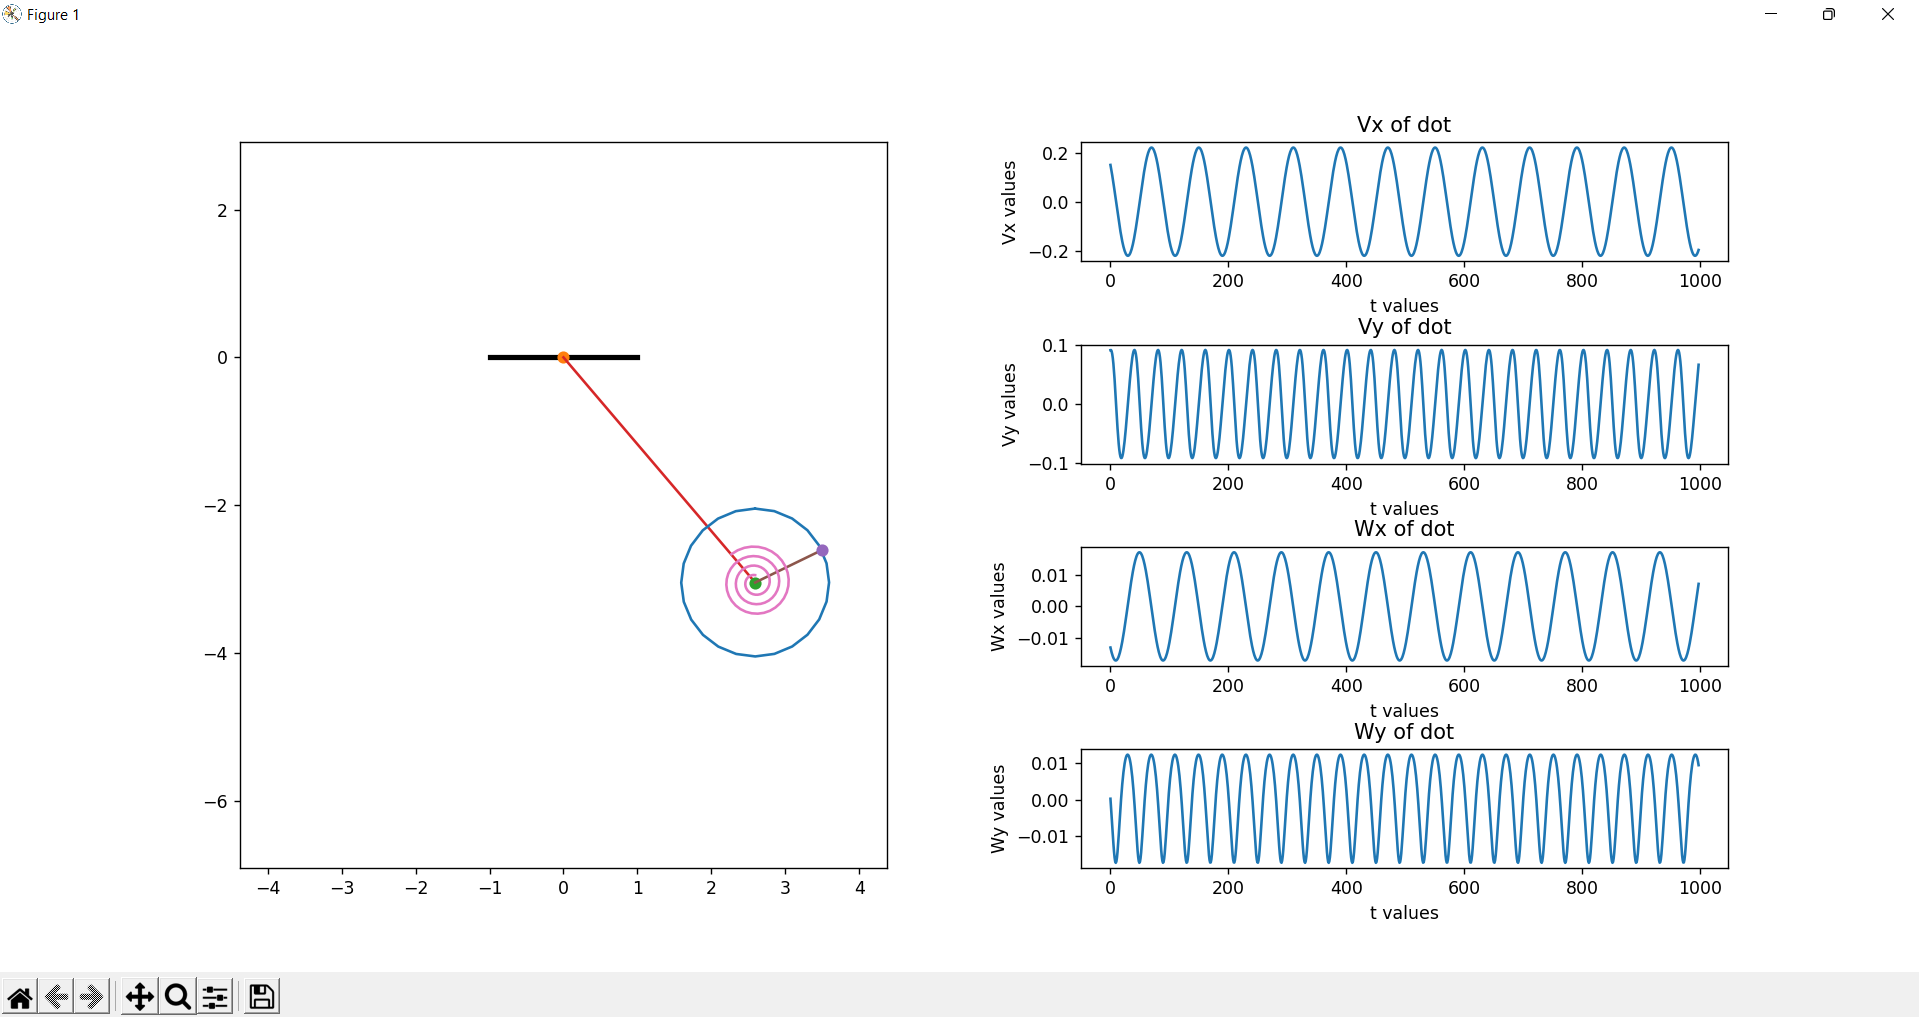 Figure 1
2
0
−2
−4
−6
−4 −3 −2 −1 0 1 2 3 4
Vx of dot
Vx values
0.2
0.0
−0.2
0 200 400 600 800 1000
t values
Vy of dot
Vy values
0.1
0.0
−0.1
0 200 400 600 800 1000
t values
Wx of dot
Wx values
0.01
0.00
−0.01
0 200 400 600 800 1000
t values
Wy of dot
Wy values
0.01
0.00
−0.01
0 200 400 600 800 1000
t values